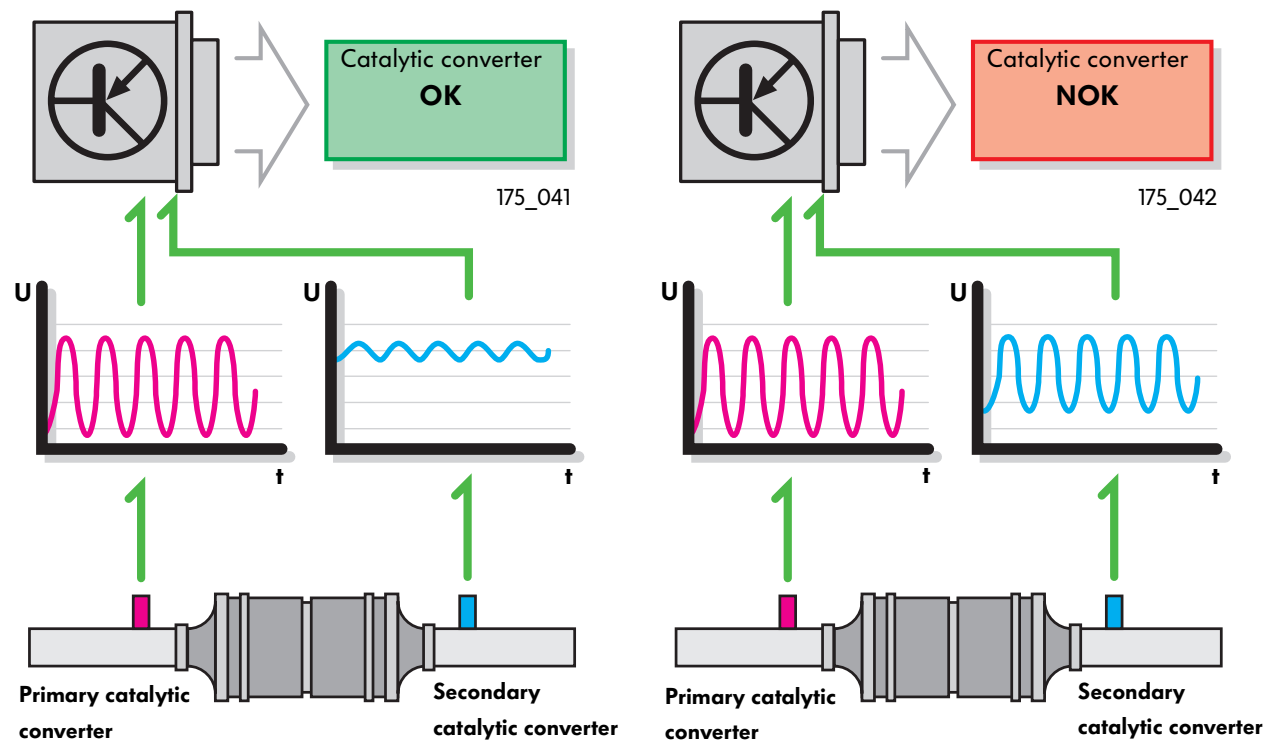 Catalytic converter
OK
175_041
U
t
U
t
Primary catalytic
converter
Secondary
catalytic converter
Catalytic converter
NOK
175_042
U
t
U
t
Primary catalytic
converter
Secondary
catalytic converter